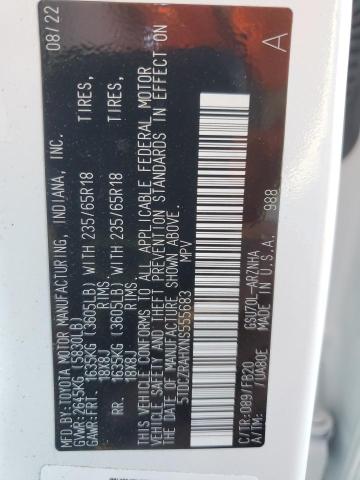 MFD.BY:TOYOTA MOTOR MANUFACTURING, INDIANA, INC. 08/22
GVWR:2645KG (5830LB)
GAWR:FRT. 1635KG (3605LB) WITH 235/65R18 TIRES,
18X8J RIMS
RR. 1635KG (3605LB) WITH 235/65R18 TIRES,
18X8J RIMS
THIS VEHICLE CONFORMS TO ALL APPLICABLE FEDERAL MOTOR
VEHICLE SAFETY AND THEFT PREVENTION STANDARDS IN EFFECT ON
THE DATE OF MANUFACTURE SHOWN ABOVE.
5TDCZRAHXNS555683 MPV
A
988
C/TR:089/FB20 GSU70L-ARZNHA
A/TM: /UA80E MADE IN U.S.A.